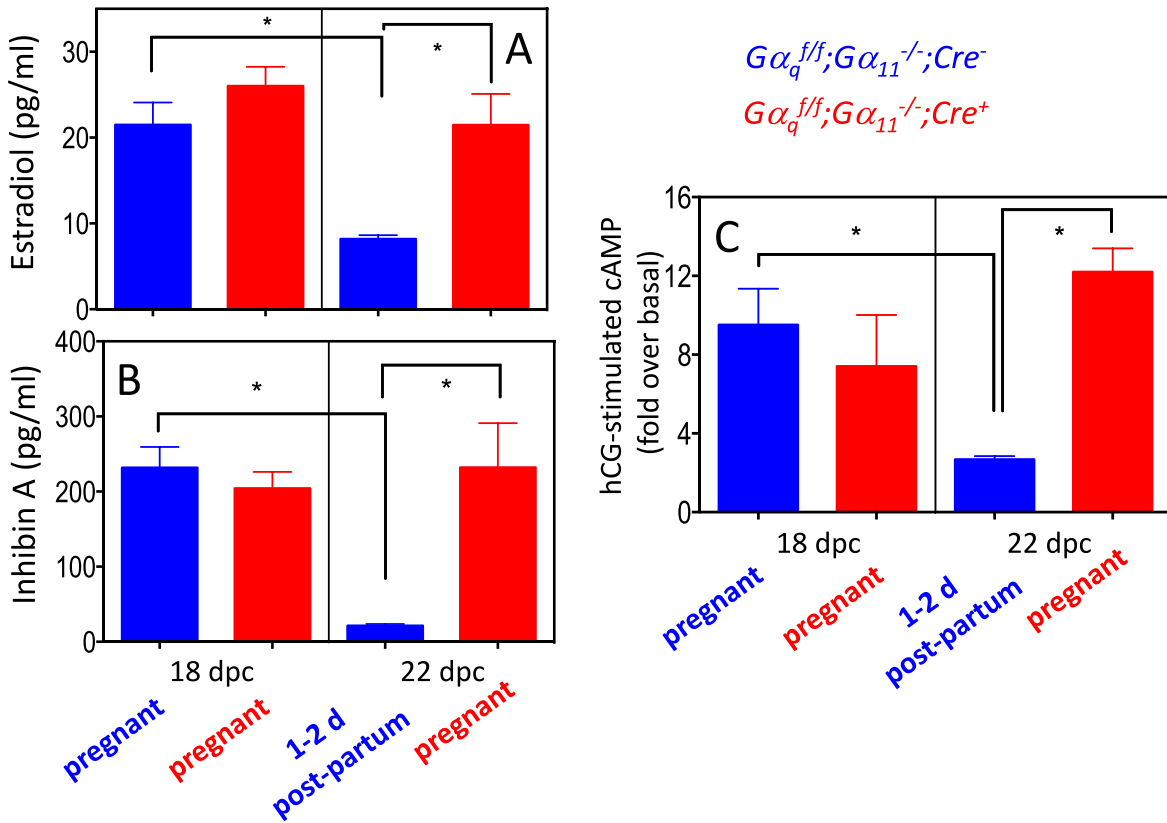 A
Estradiol (pg/ml)
30
20
10
0
*
*
B
Inhibin A (pg/ml)
400
300
200
100
0
*
*
18 dpc
22 dpc
pregnant
pregnant
1-2 d
post-partum
pregnant
Gαq^f/f;Gα11^-/-;Cre^-
Gαq^f/f;Gα11^-/-;Cre^+
C
hCG-stimulated cAMP
(fold over basal)
16
12
8
4
0
*
*
18 dpc
22 dpc
pregnant
pregnant
1-2 d
post-partum
pregnant